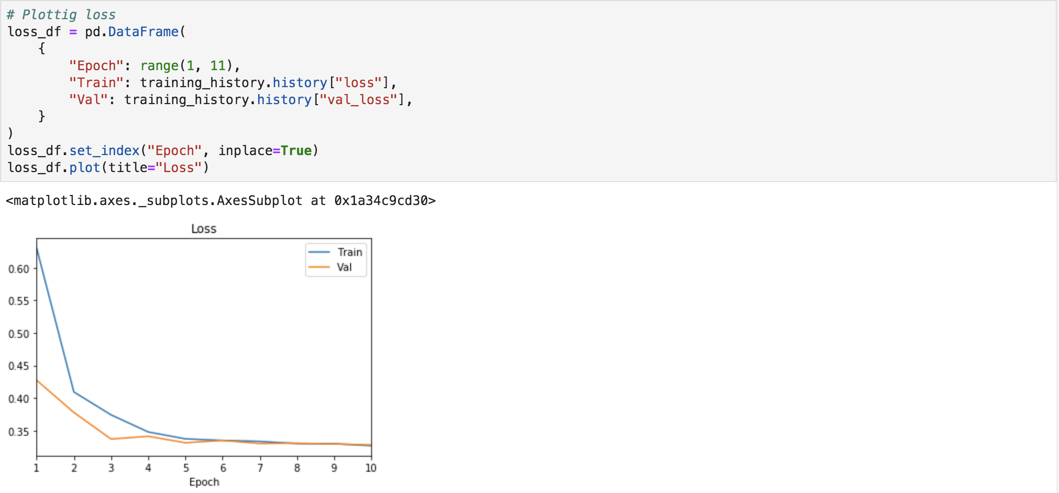 # Plottig loss
loss_df = pd.DataFrame(
    {
        "Epoch": range(1, 11),
        "Train": training_history.history["loss"],
        "Val": training_history.history["val_loss"],
    }
)
loss_df.set_index("Epoch", inplace=True)
loss_df.plot(title="Loss")
<matplotlib.axes._subplots.AxesSubplot at 0x1a34c9cd30>
Loss
Train
Val
0.60
0.55
0.50
0.45
0.40
0.35
1 2 3 4 5 6 7 8 9 10
Epoch